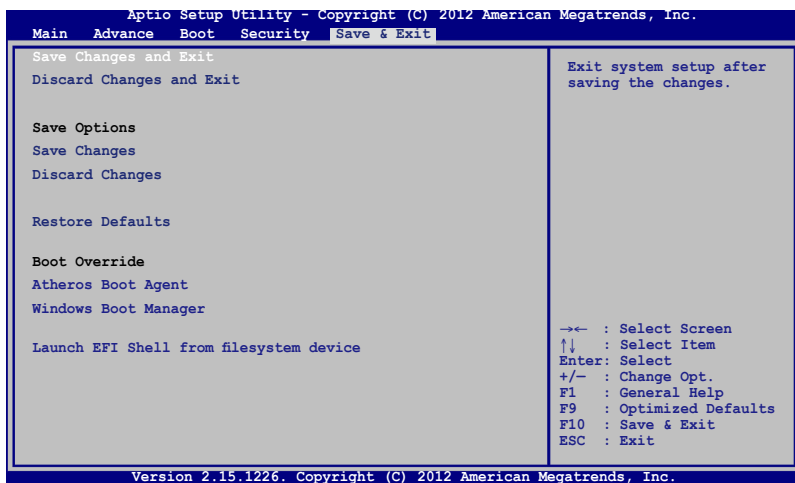 Aptio Setup Utility - Copyright (C) 2012 American Megatrends, Inc.
Main Advance Boot Security Save & Exit
Save Changes and Exit
Discard Changes and Exit
Save Options
Save Changes
Discard Changes
Restore Defaults
Boot Override
Atheros Boot Agent
Windows Boot Manager
Launch EFI Shell from filesystem device
Exit system setup after
saving the changes.
→← : Select Screen
↑↓ : Select Item
Enter: Select
+/— : Change Opt.
F1 : General Help
F9 : Optimized Defaults
F10 : Save & Exit
ESC : Exit
Version 2.15.1226. Copyright (C) 2012 American Megatrends, Inc.